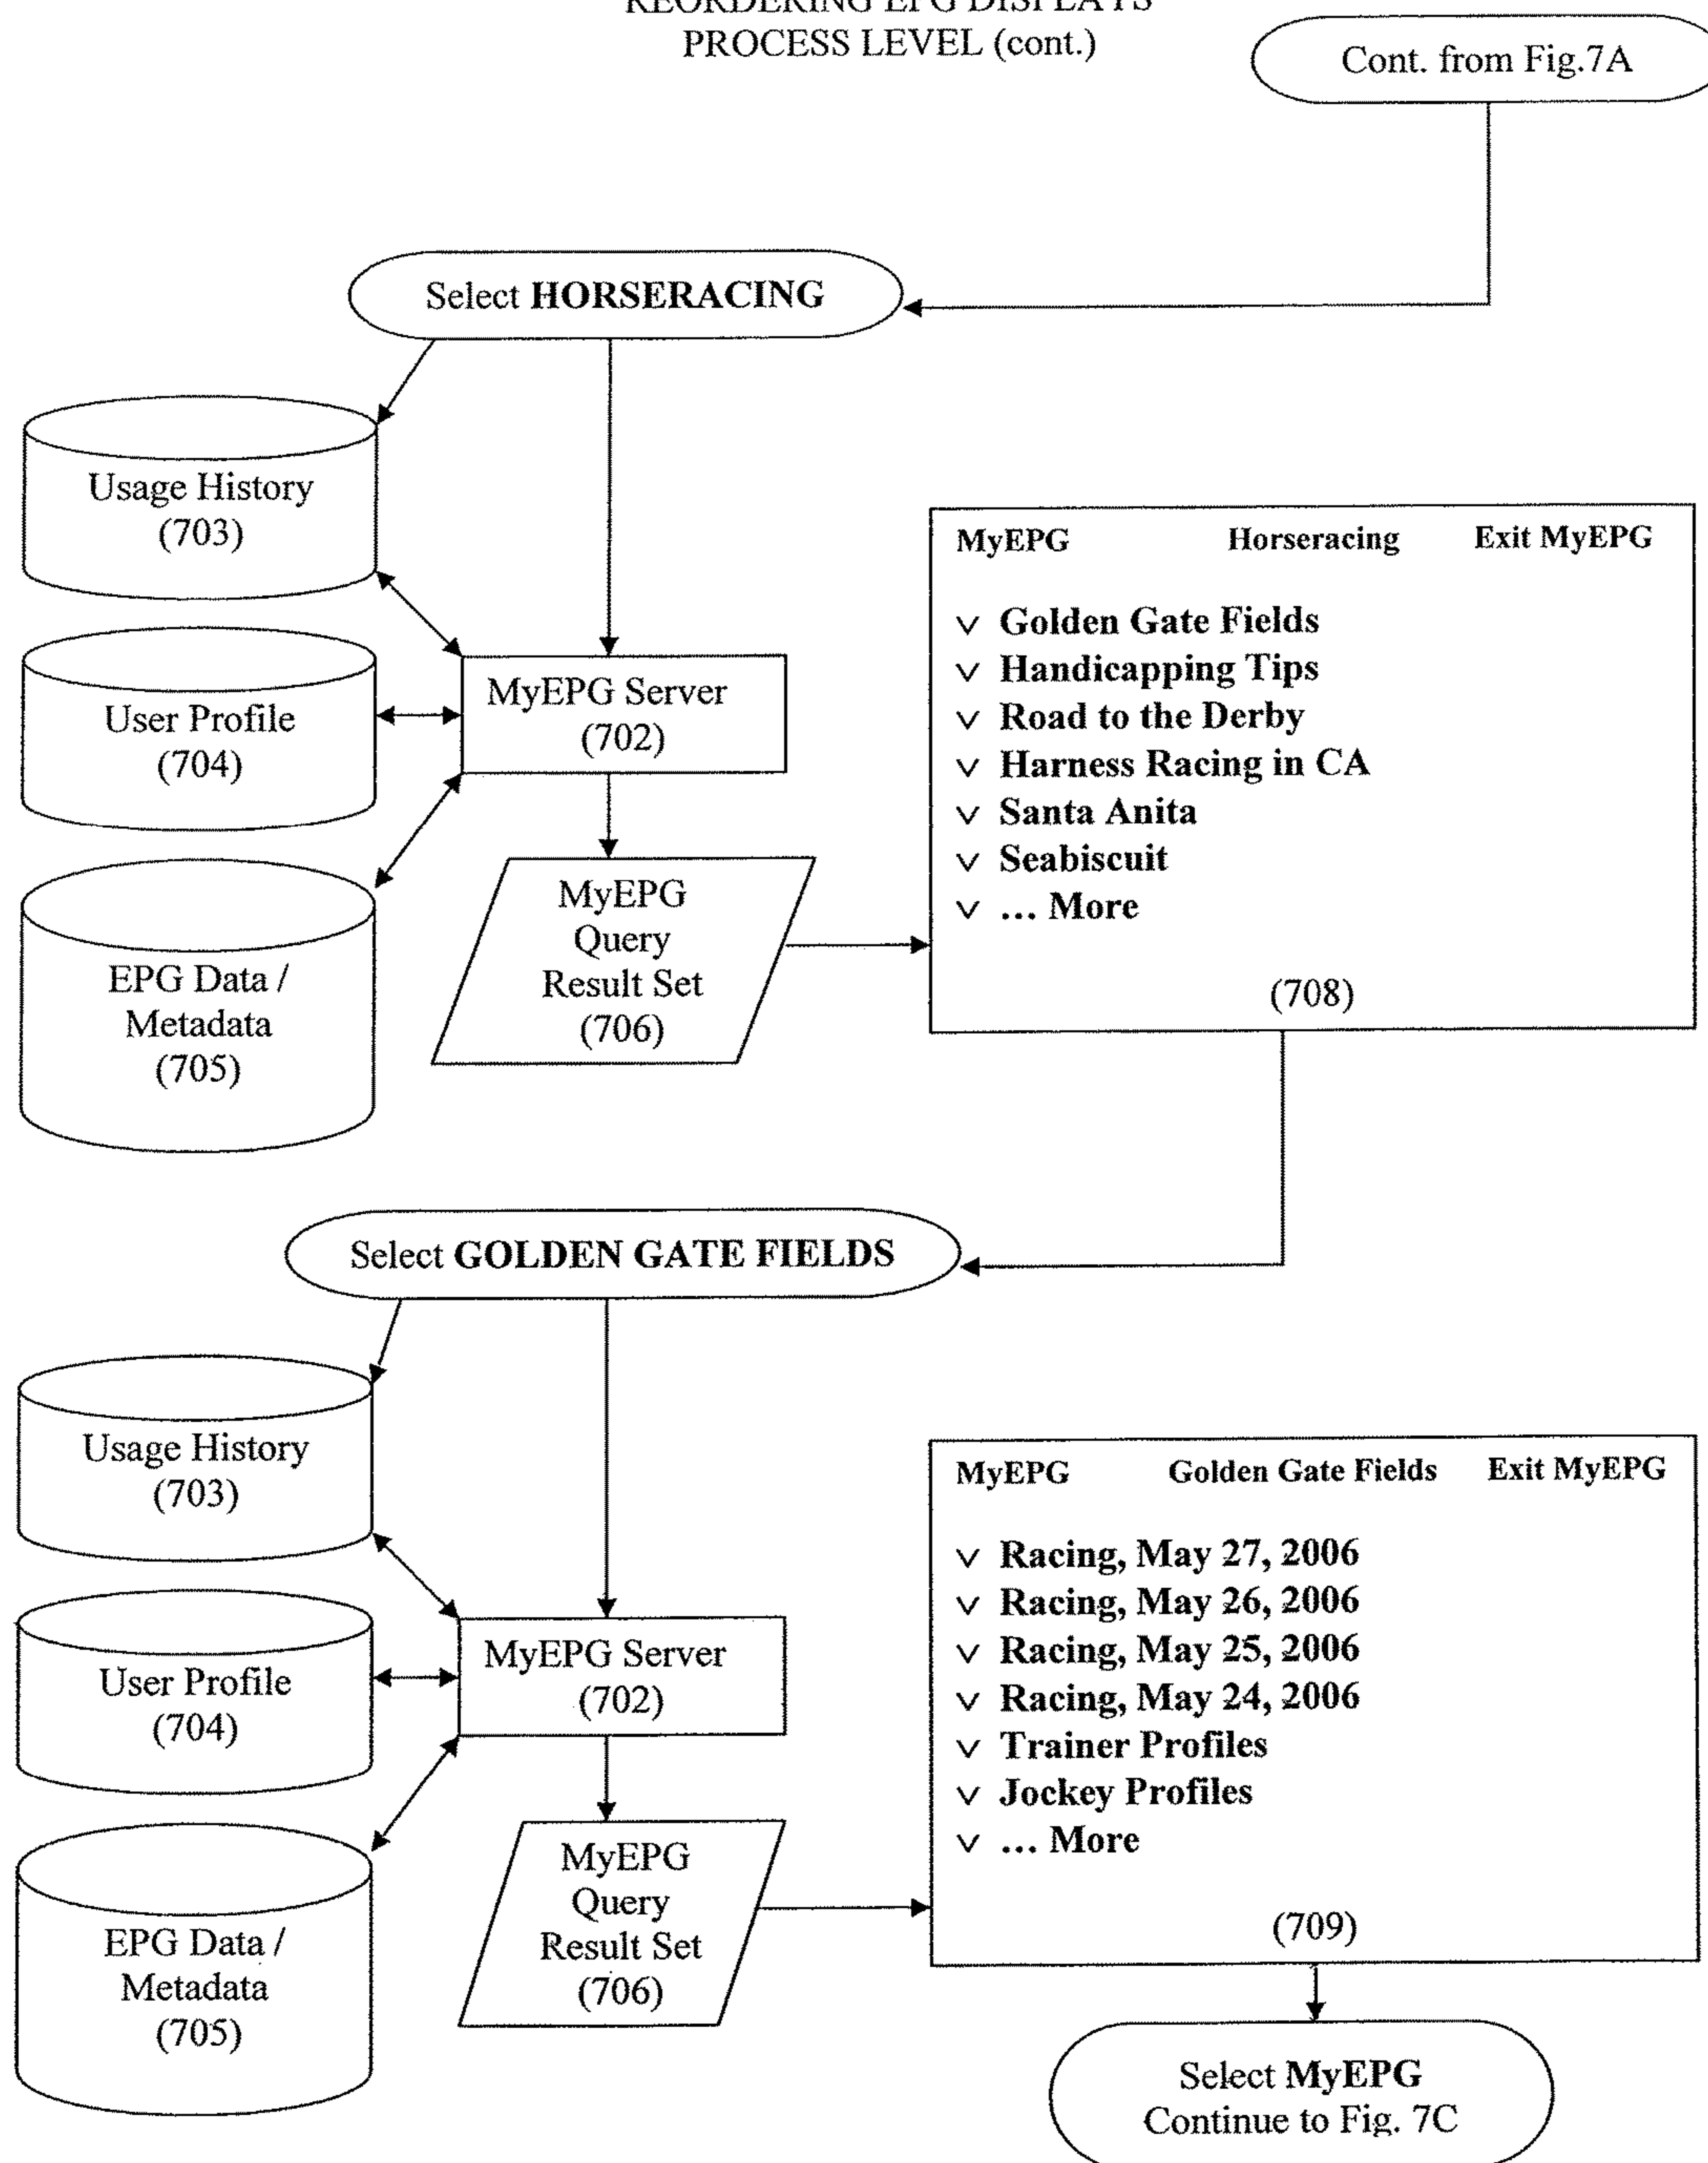 REORDERING EPG DISPLAYS
PROCESS LEVEL (cont.)
Cont. from Fig.7A
Select HORSERACING
Usage History
(703)
User Profile
(704)
EPG Data /
Metadata
(705)
MyEPG Server
(702)
MyEPG
Query
Result Set
(706)
MyEPG Horseracing Exit MyEPG
v Golden Gate Fields
v Handicapping Tips
v Road to the Derby
v Harness Racing in CA
v Santa Anita
v Seabiscuit
v ... More
(708)
Select GOLDEN GATE FIELDS
Usage History
(703)
User Profile
(704)
EPG Data /
Metadata
(705)
MyEPG Server
(702)
MyEPG
Query
Result Set
(706)
MyEPG Golden Gate Fields Exit MyEPG
v Racing, May 27, 2006
v Racing, May 26, 2006
v Racing, May 25, 2006
v Racing, May 24, 2006
v Trainer Profiles
v Jockey Profiles
v ... More
(709)
Select MyEPG
Continue to Fig. 7C